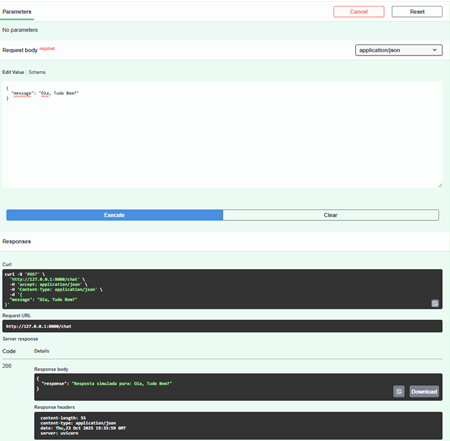 Parameters
Cancel
Reset
No parameters
Request body required
application/json
Edit Value | Schema
{
"message": "Ola, Tudo Bem?"
}
Execute
Clear
Responses
Curl
curl -X 'POST' \
'http://127.0.0.1:8000/chat' \
-H 'accept: application/json' \
-H 'Content-Type: application/json' \
-d '{
"message": "Ola, Tudo Bem?"
}'
Request URL
http://127.0.0.1:8000/chat
Server response
Code
Details
200
Response body
{
"response": "Resposta simulada para: Ola, Tudo Bem?"
}
Download
Response headers
content-length: 53
content-type: application/json
date: Thu,23 Oct 2025 19:33:59 GMT
server: uvicorn